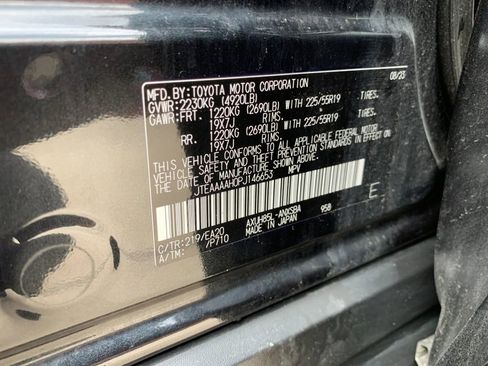 MFD. BY: TOYOTA MOTOR CORPORATION 08/23
GVWR: 2230KG (4920LB)
GAWR: FRT. 1220KG (2690LB) WITH 225/55R19 TIRES.
19X7J RIMS.
RR. 1220KG (2690LB) WITH 225/55R19 TIRES.
19X7J RIMS.
THIS VEHICLE CONFORMS TO ALL APPLICABLE FEDERAL MOTOR
VEHICLE SAFETY AND THEFT PREVENTION STANDARDS IN
EFFECT ON THE DATE OF MANUFACTURE SHOWN ABOVE.
JTEAAAAH0PJ146653 MPV
E
C/TR: 219/EA20 AXUH85L-ANXSBA 958
A/TM: /P710 MADE IN JAPAN